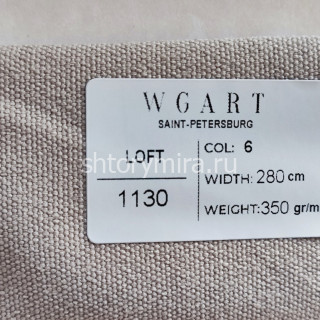 WGART
SAINT-PETERSBURG
LOFT
1130
COL: 6
WIDTH: 280 cm
WEIGHT: 350 gr/m
shtorymira.ru